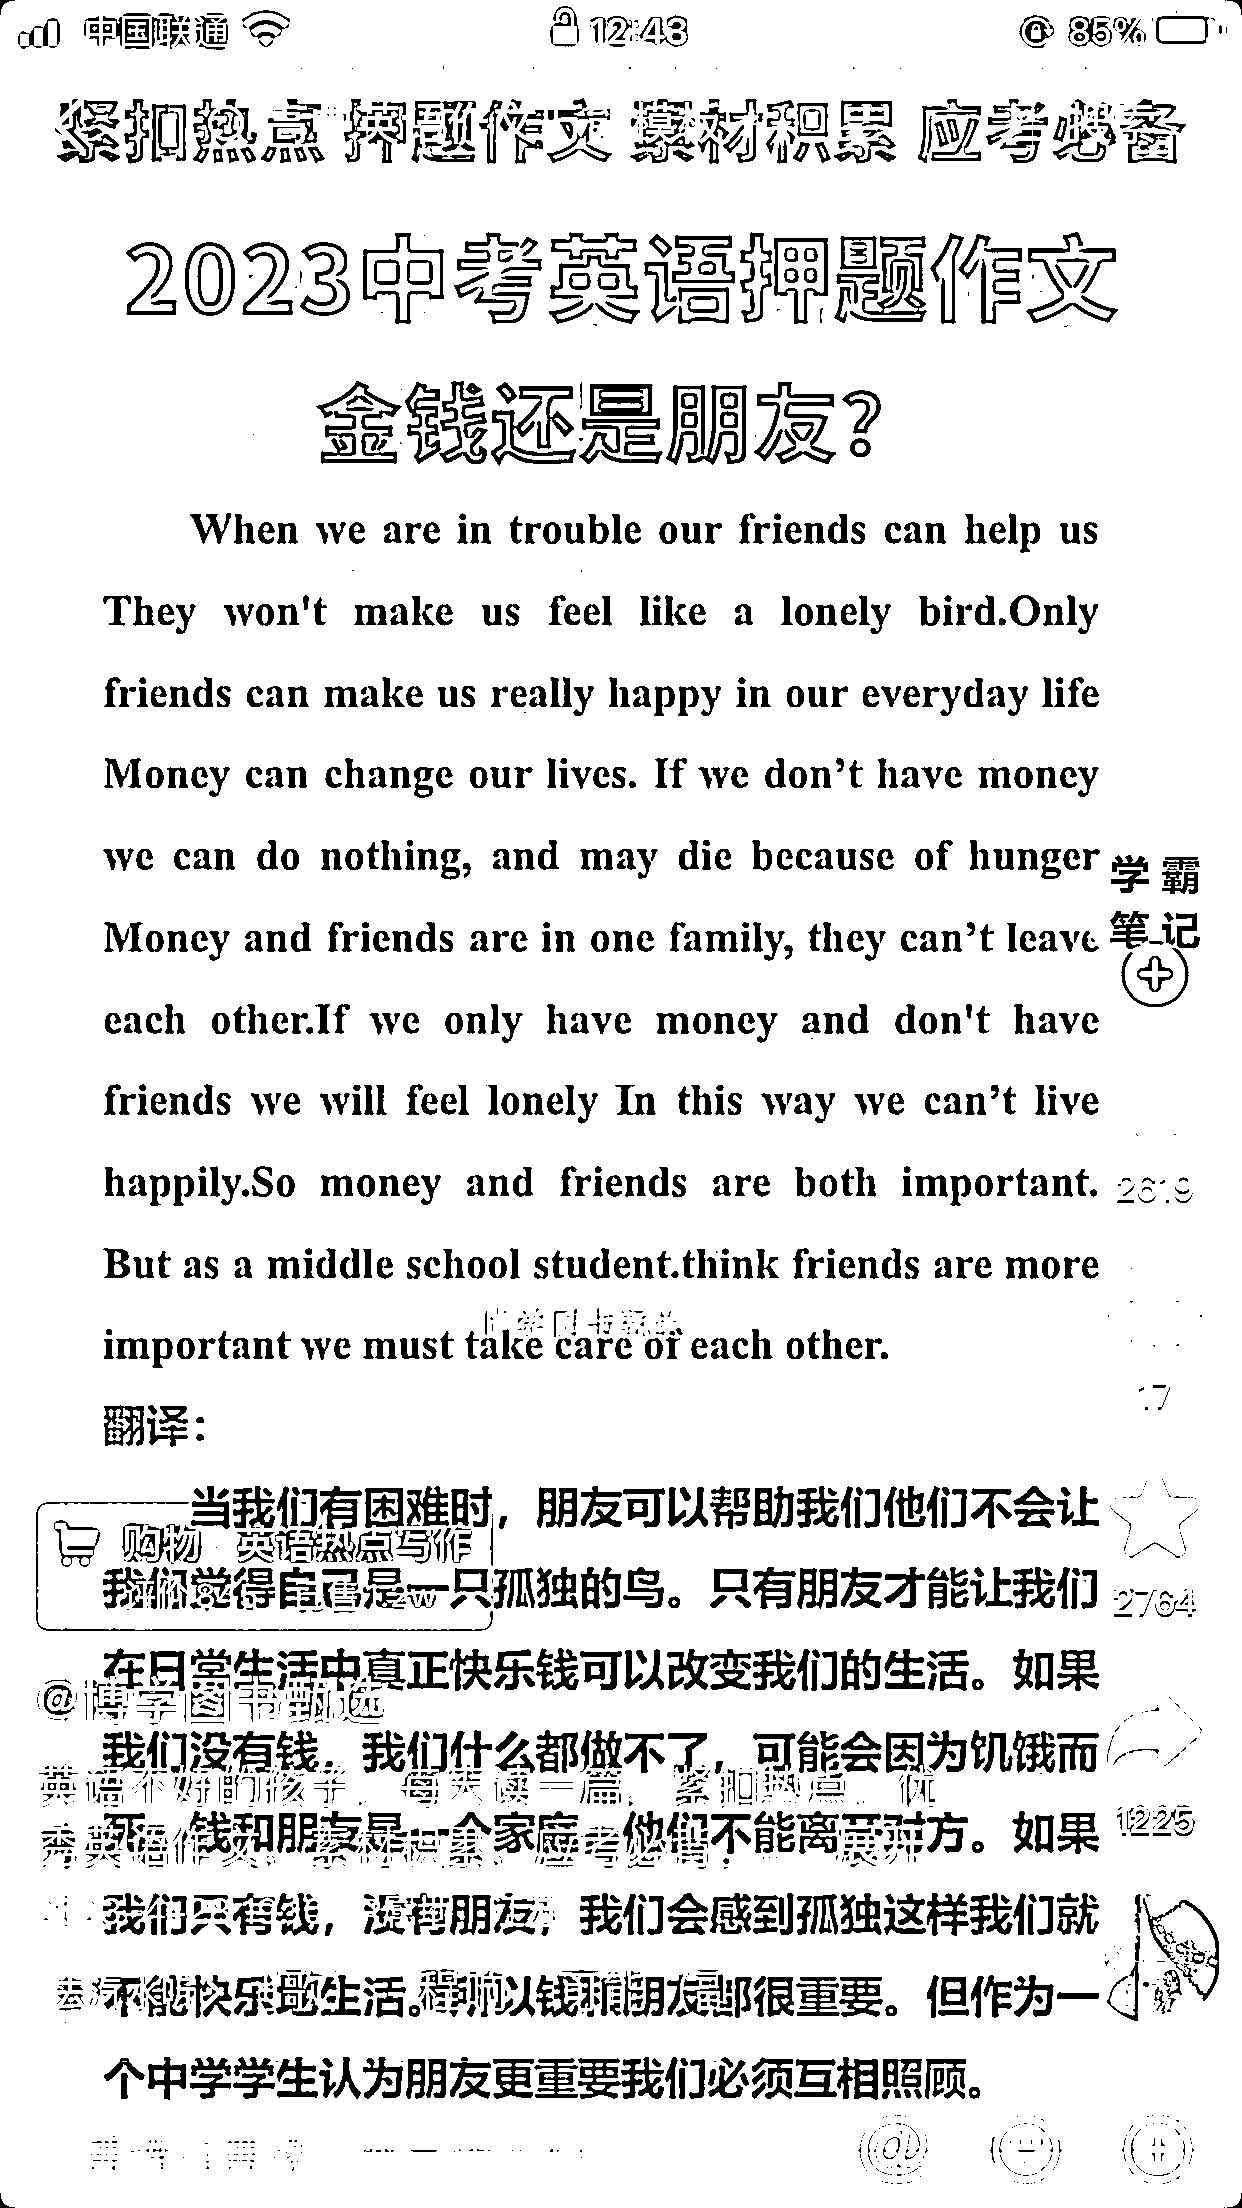 中国联通 12:48 85%
紧扣热点 押题作文 素材积累 应考必备
2023中考英语押题作文
金钱还是朋友?
When we are in trouble our friends can help us
They won't make us feel like a lonely bird.Only
friends can make us really happy in our everyday life
Money can change our lives. If we don’t have money
we can do nothing, and may die because of hunger
学霸
Money and friends are in one family, they can’t leave
笔记
each other.If we only have money and don't have
friends we will feel lonely In this way we can’t live
happily.So money and friends are both important.
2619
But as a middle school student.think friends are more
important we must take care of each other.
17
翻译：
当我们有困难时，朋友可以帮助我们他们不会让
购物 英语热点写作
我们觉得自己是一只孤独的鸟。只有朋友才能让我们
2764
在日常生活中真正快乐钱可以改变我们的生活。如果
@博学图书甄选
我们没有钱，我们什么都做不了，可能会因为饥饿而
英语不好的孩子，每天读一篇，紧扣热点，优
死。钱和朋友是一个家庭，他们不能离开对方。如果
1225
秀英语作文，素材积累，应考必备！ 展开
我们只有钱，没有朋友，我们会感到孤独这样我们就
不能快乐地生活。所以钱和朋友都很重要。但作为一
个中学学生认为朋友更重要我们必须互相照顾。